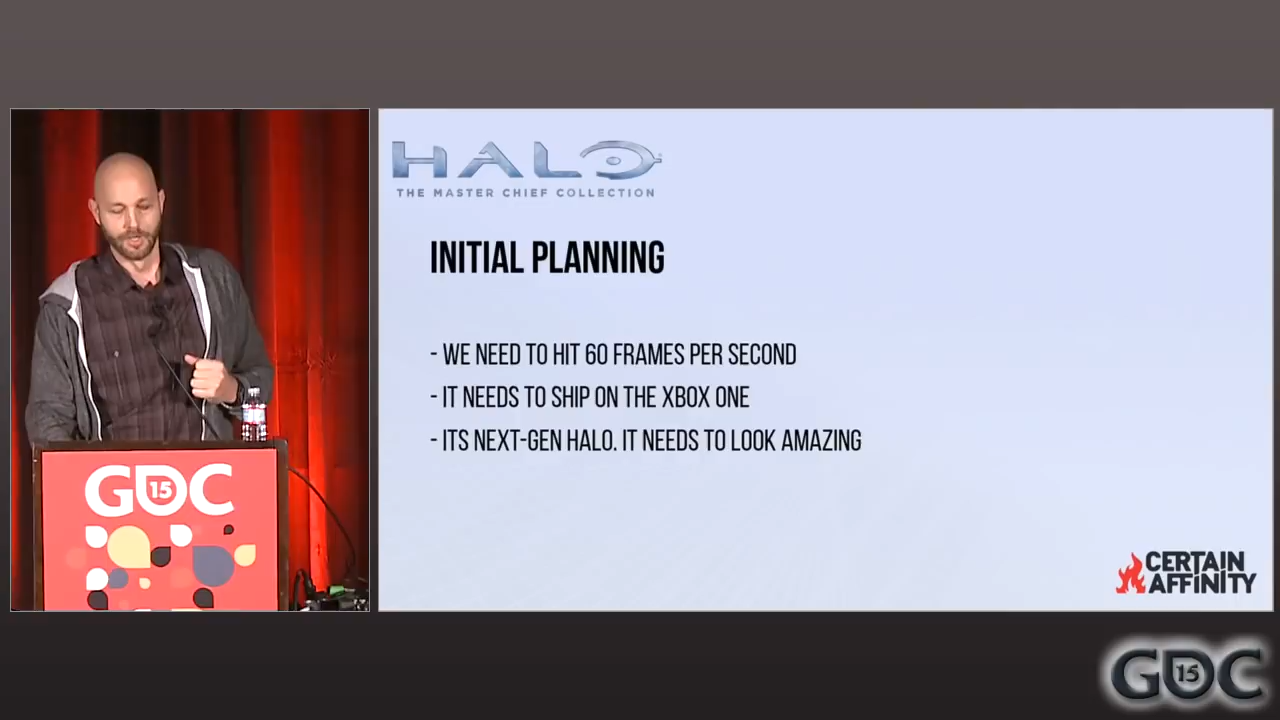 HALO
THE MASTER CHIEF COLLECTION
INITIAL PLANNING
- WE NEED TO HIT 60 FRAMES PER SECOND
- IT NEEDS TO SHIP ON THE XBOX ONE
- ITS NEXT-GEN HALO. IT NEEDS TO LOOK AMAZING
GDC 15
CERTAIN
AFFINITY
GDC 15